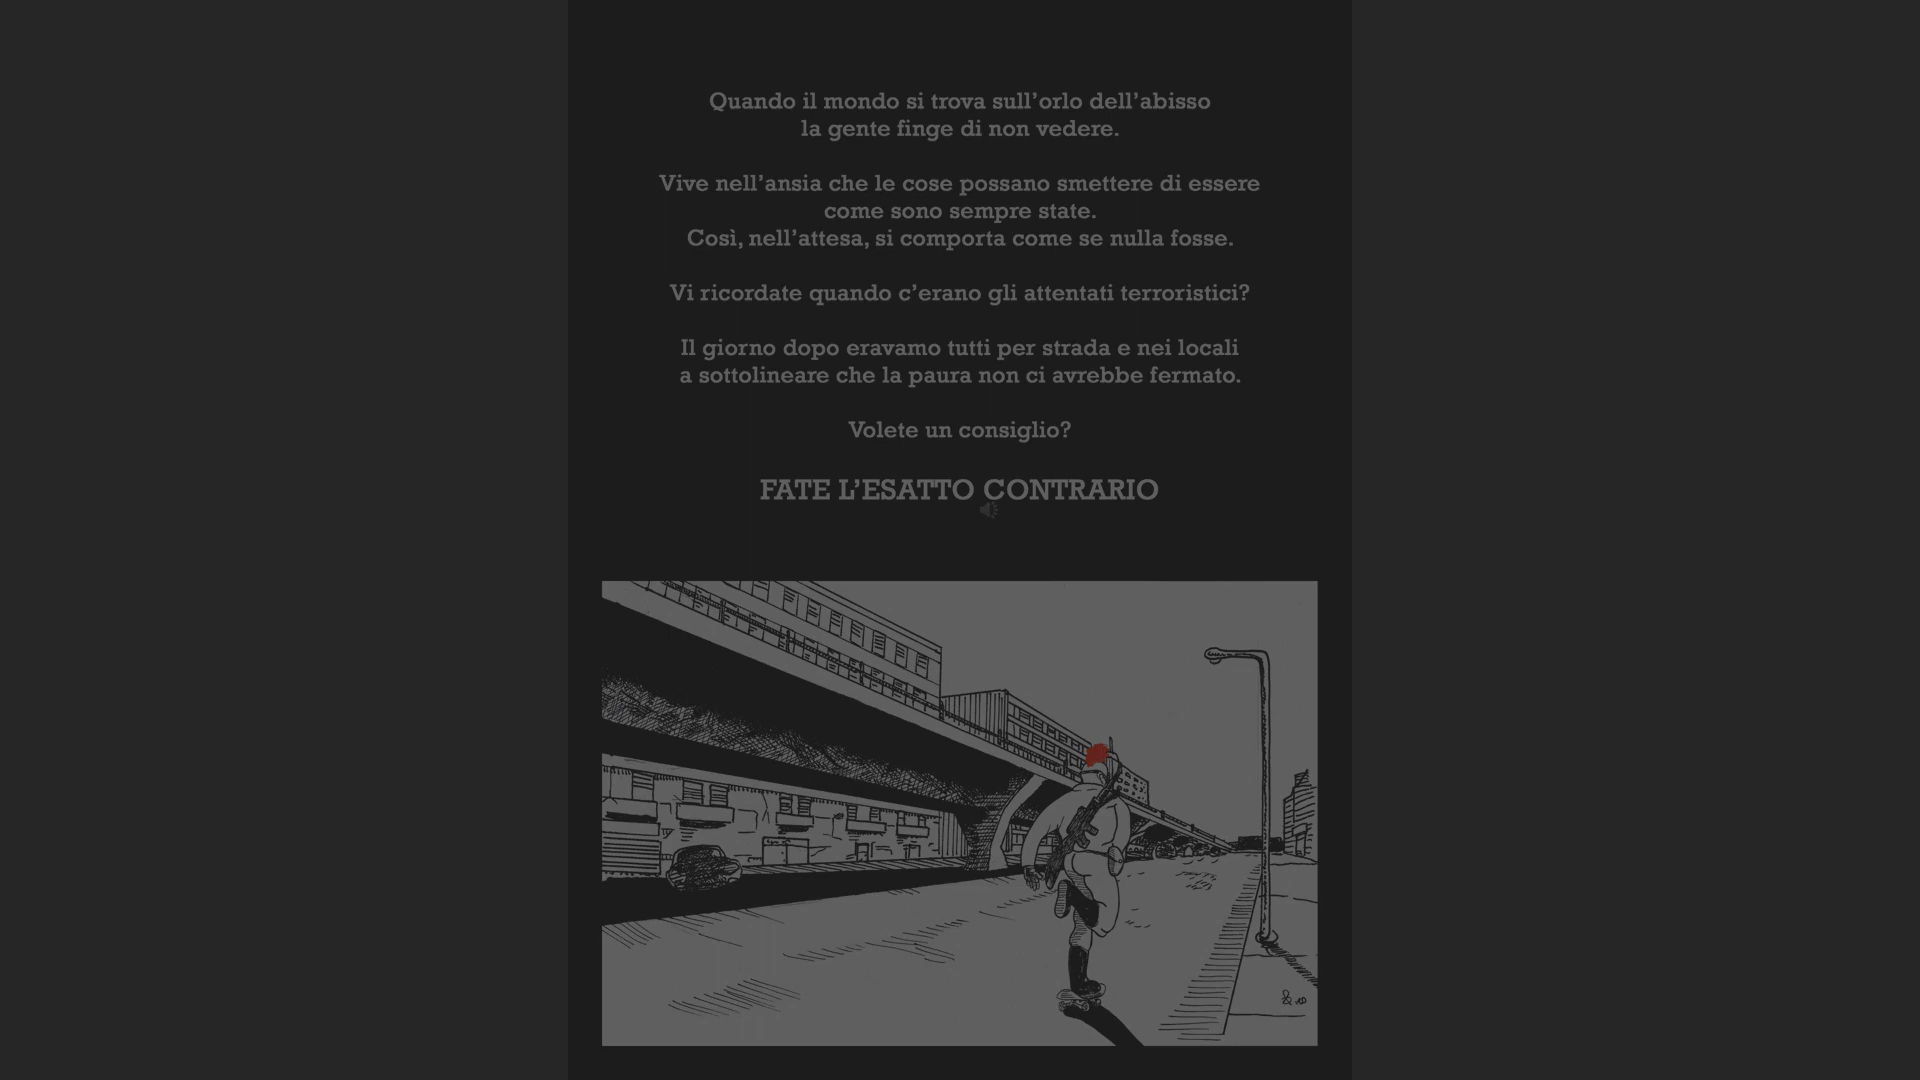 Quando il mondo si trova sull’orlo dell’abisso
la gente finge di non vedere.
Vive nell’ansia che le cose possano smettere di essere
come sono sempre state.
Così, nell’attesa, si comporta come se nulla fosse.
Vi ricordate quando c’erano gli attentati terroristici?
Il giorno dopo eravamo tutti per strada e nei locali
a sottolineare che la paura non ci avrebbe fermato.
Volete un consiglio?
FATE L’ESATTO CONTRARIO